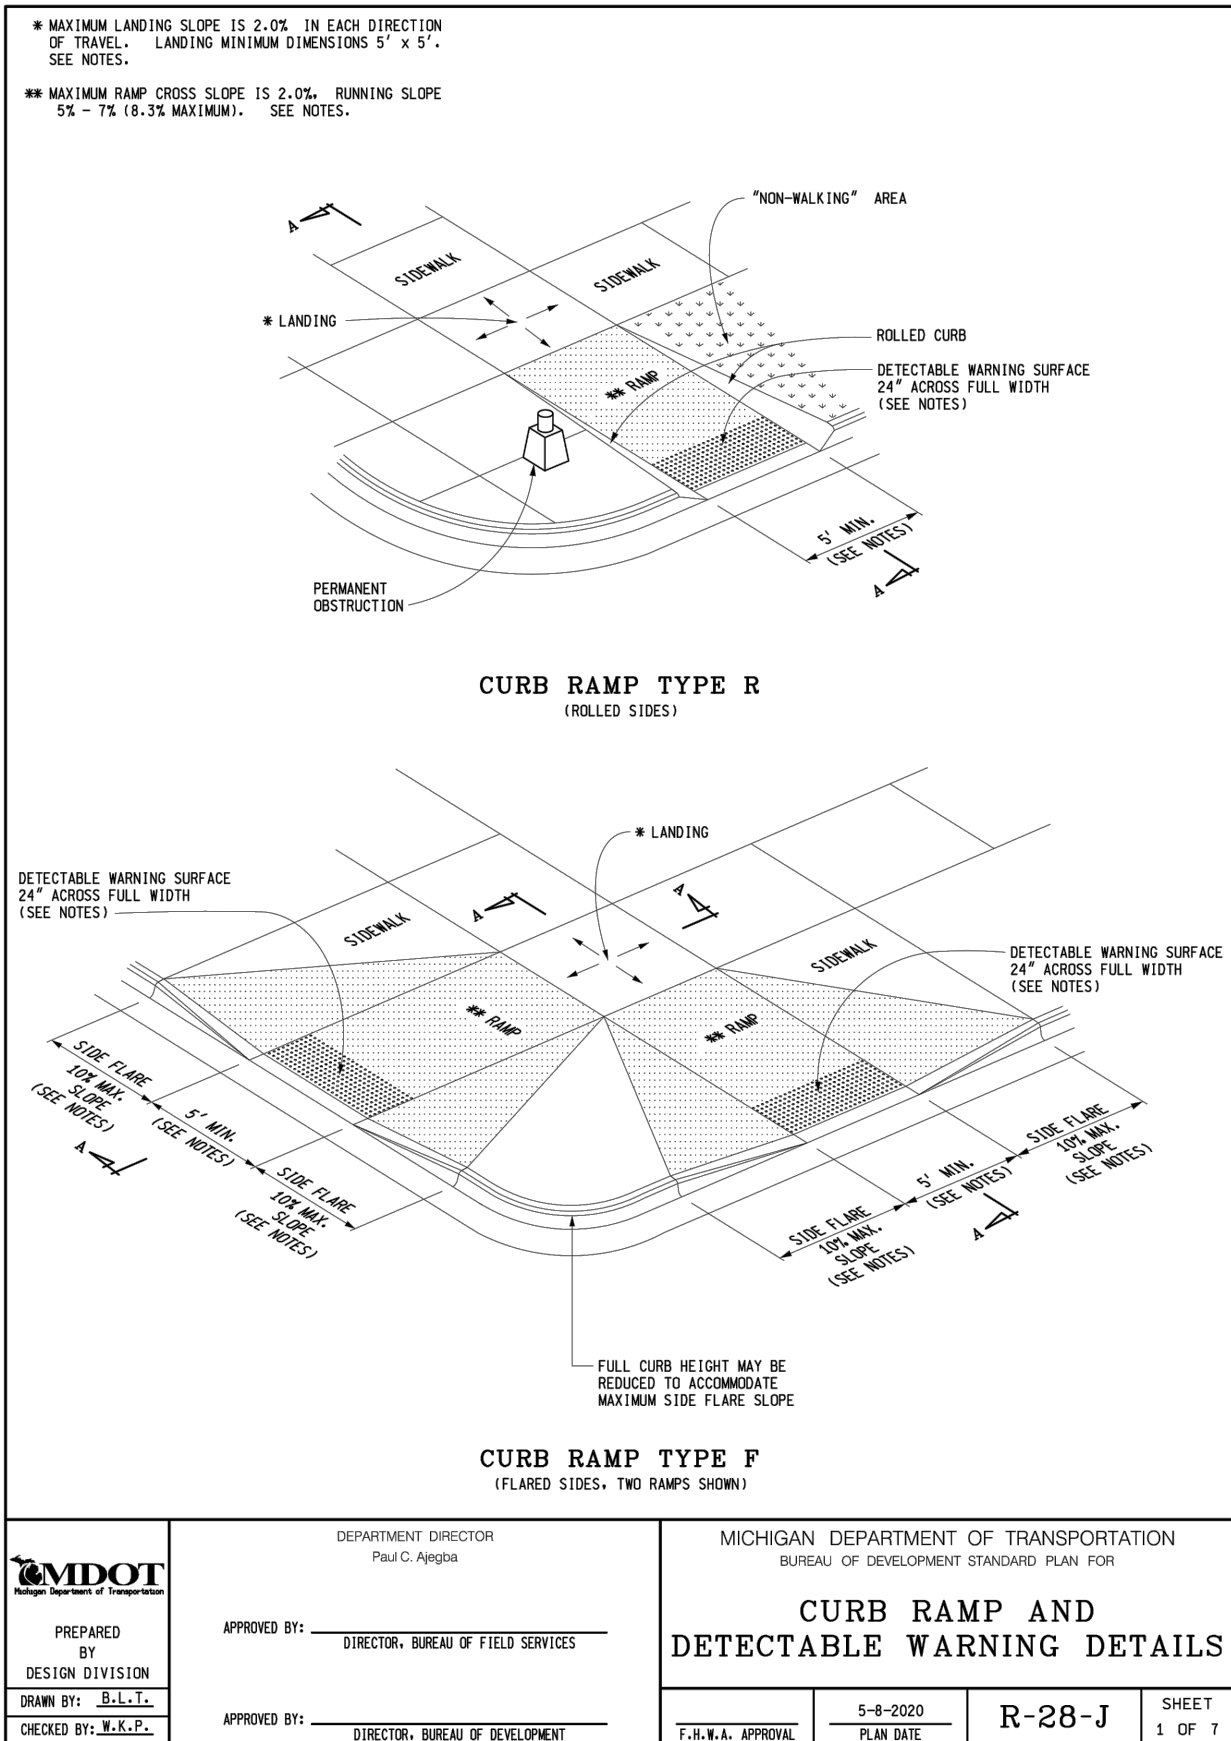 * MAXIMUM LANDING SLOPE IS 2.0% IN EACH DIRECTION
OF TRAVEL. LANDING MINIMUM DIMENSIONS 5' x 5'.
SEE NOTES.
** MAXIMUM RAMP CROSS SLOPE IS 2.0%, RUNNING SLOPE
5% - 7% (8.3% MAXIMUM). SEE NOTES.
A
"NON-WALKING" AREA
SIDEWALK
SIDEWALK
* LANDING
ROLLED CURB
DETECTABLE WARNING SURFACE
24" ACROSS FULL WIDTH
(SEE NOTES)
** RAMP
5' MIN.
(SEE NOTES)
A
PERMANENT
OBSTRUCTION
CURB RAMP TYPE R
(ROLLED SIDES)
* LANDING
DETECTABLE WARNING SURFACE
24" ACROSS FULL WIDTH
(SEE NOTES)
A
A
SIDEWALK
SIDEWALK
DETECTABLE WARNING SURFACE
24" ACROSS FULL WIDTH
(SEE NOTES)
** RAMP
** RAMP
SIDE FLARE
10% MAX.
SLOPE
(SEE NOTES)
5' MIN.
(SEE NOTES)
A
SIDE FLARE
10% MAX.
SLOPE
(SEE NOTES)
SIDE FLARE
10% MAX.
SLOPE
(SEE NOTES)
5' MIN.
(SEE NOTES)
SIDE FLARE
10% MAX.
SLOPE
(SEE NOTES)
A
FULL CURB HEIGHT MAY BE
REDUCED TO ACCOMMODATE
MAXIMUM SIDE FLARE SLOPE
CURB RAMP TYPE F
(FLARED SIDES, TWO RAMPS SHOWN)
MDOT
Michigan Department of Transportation
PREPARED
BY
DESIGN DIVISION
DRAWN BY: B.L.T.
CHECKED BY: W.K.P.
DEPARTMENT DIRECTOR
Paul C. Ajegba
APPROVED BY:
DIRECTOR, BUREAU OF FIELD SERVICES
APPROVED BY:
DIRECTOR, BUREAU OF DEVELOPMENT
MICHIGAN DEPARTMENT OF TRANSPORTATION
BUREAU OF DEVELOPMENT STANDARD PLAN FOR
CURB RAMP AND
DETECTABLE WARNING DETAILS
F.H.W.A. APPROVAL
5-8-2020
PLAN DATE
R-28-J
SHEET
1 OF 7